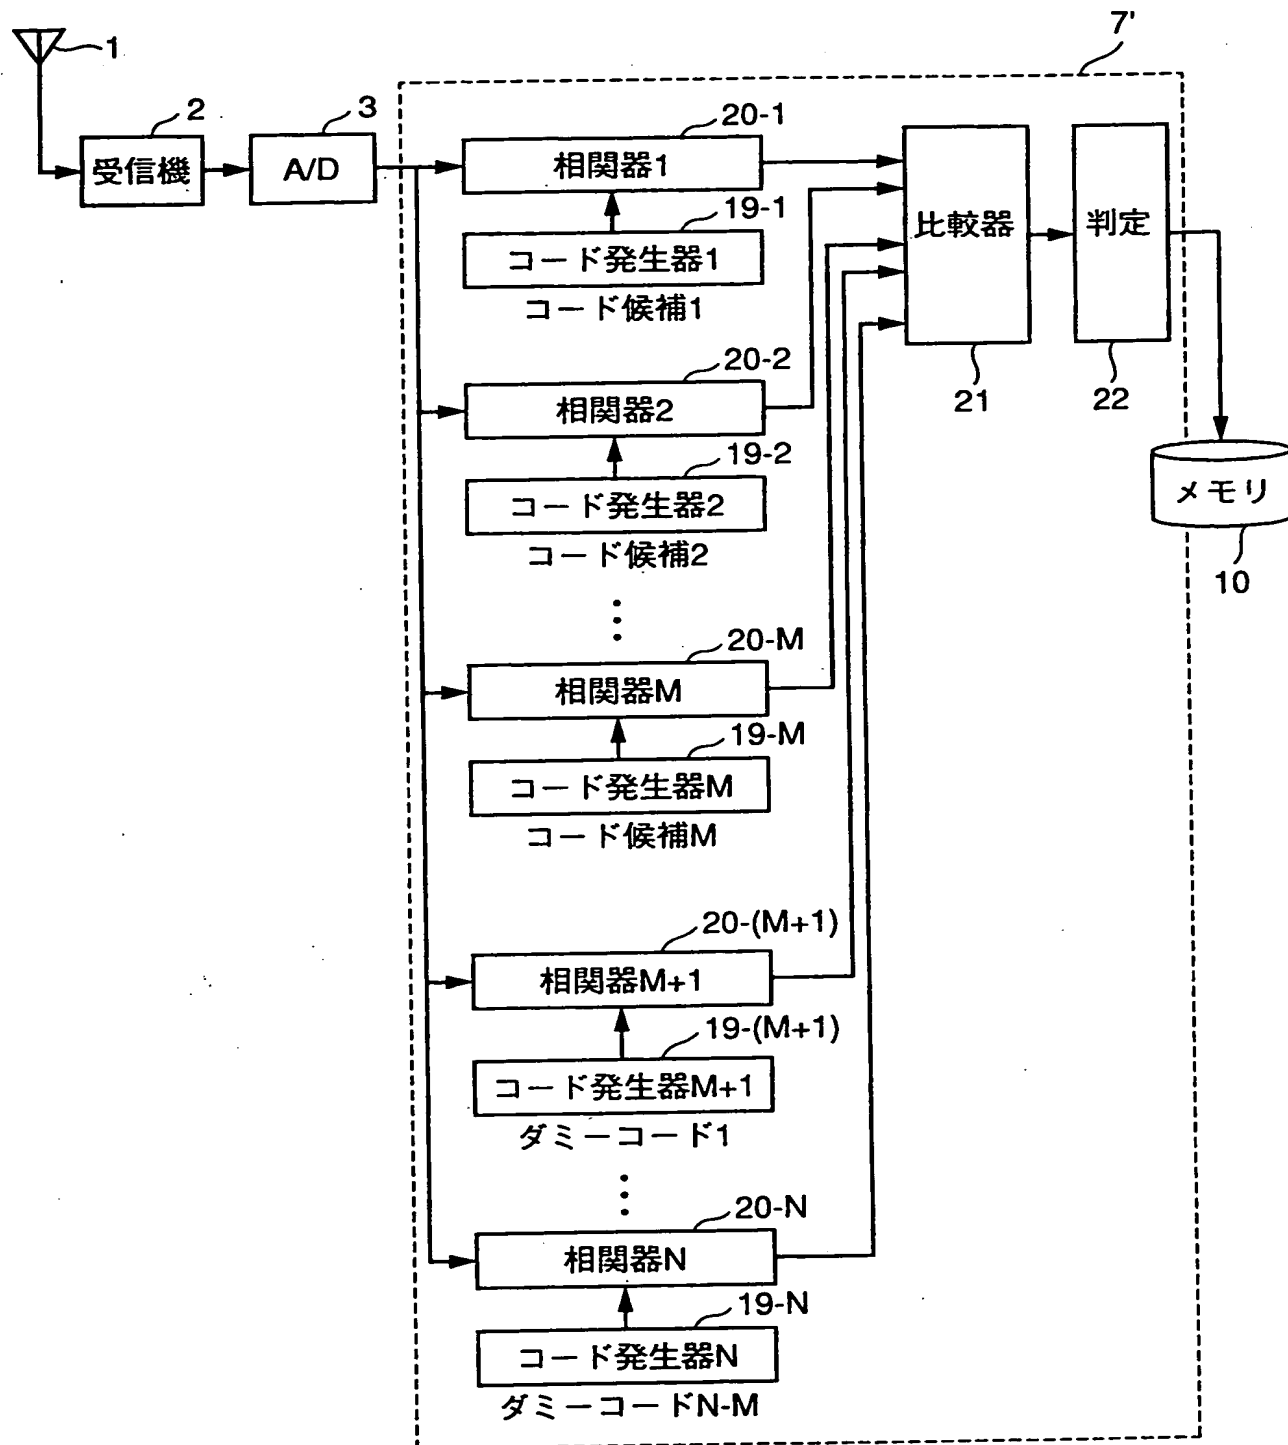 7'
1
2
3
受信機
A/D
20-1
相関器1
19-1
コード発生器1
コード候補1
比較器
21
判定
22
20-2
相関器2
19-2
コード発生器2
コード候補2
メモリ
10
20-M
相関器M
19-M
コード発生器M
コード候補M
20-(M+1)
相関器M+1
19-(M+1)
コード発生器M+1
ダミーコード1
20-N
相関器N
19-N
コード発生器N
ダミーコードN-M